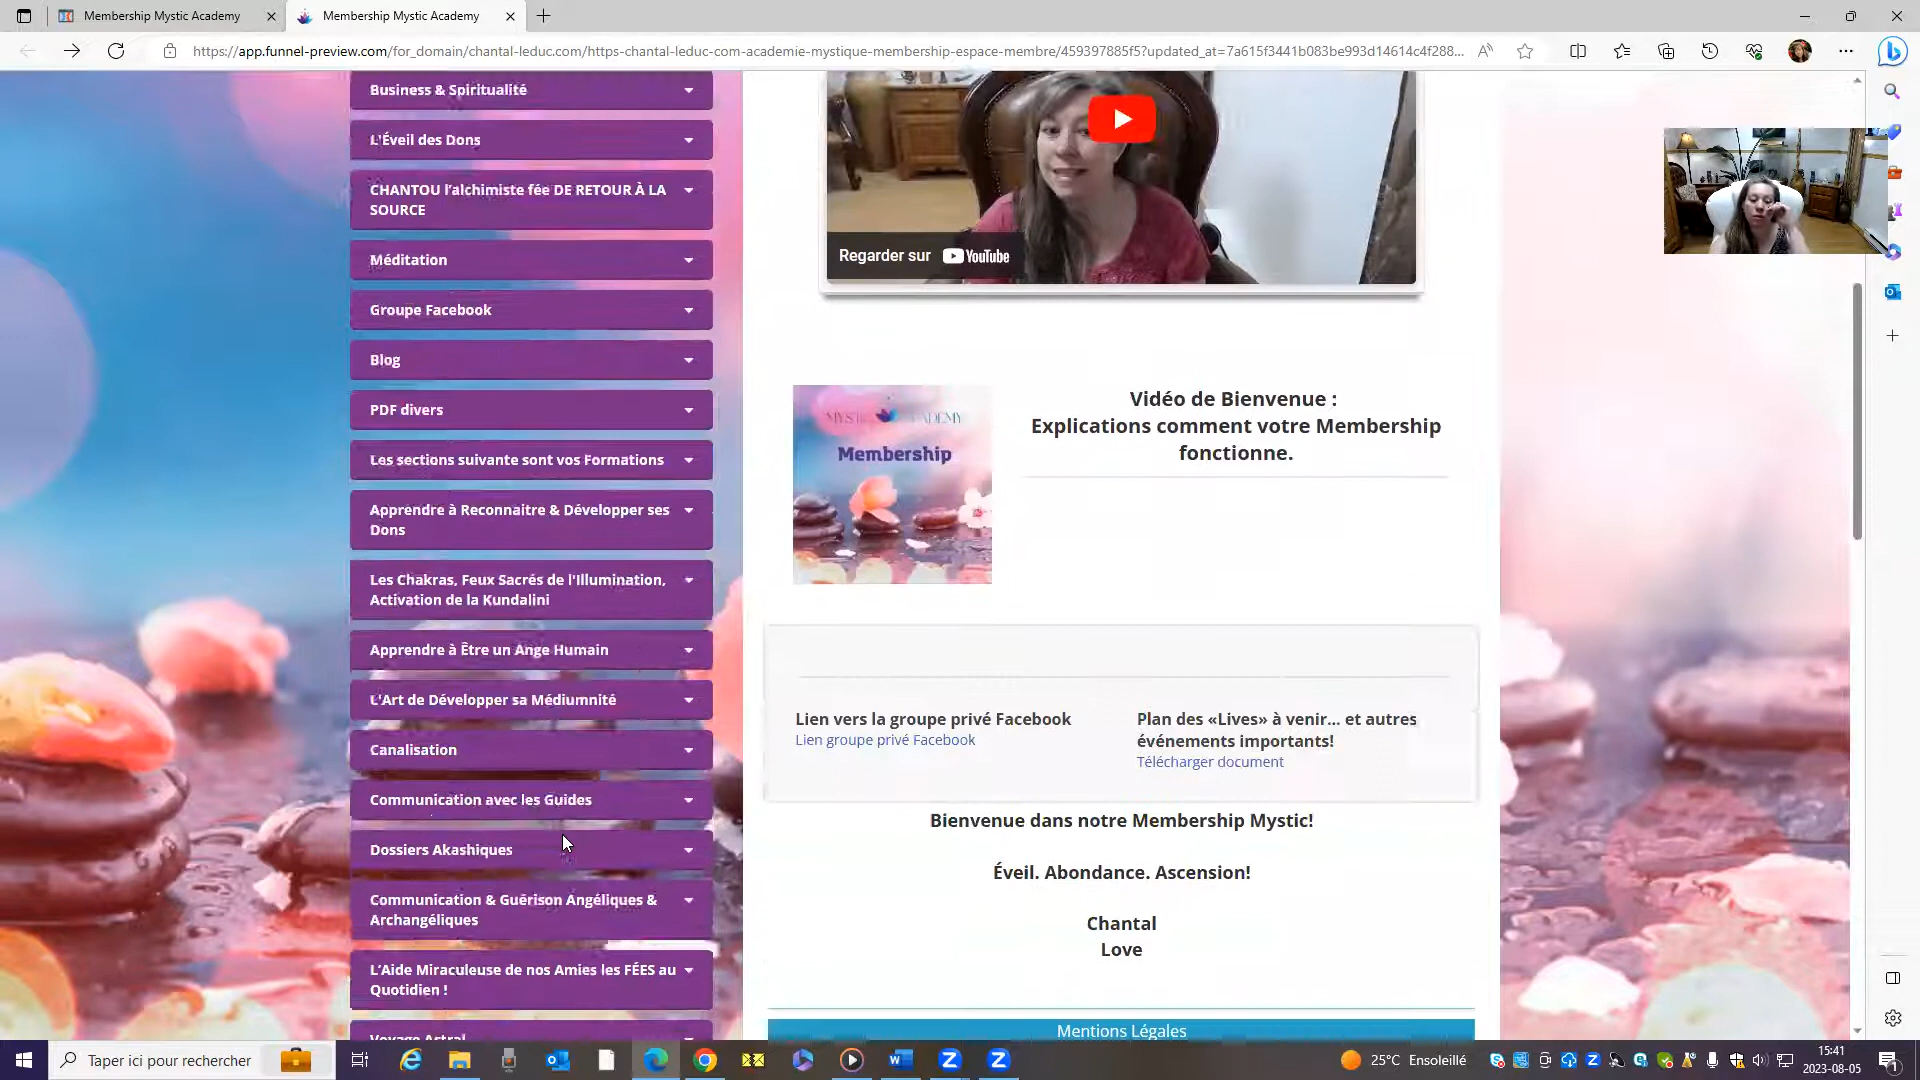 Membership Mystic Academy
Membership Mystic Academy
https://app.funnel-preview.com/for_domain/chantal-leduc.com/https-chantal-leduc-com-academie-mystique-membership-espace-membre/459397885f5?updated_at=7a615f3441b083be993d14614c4f288...
Business & Spiritualité
L'Éveil des Dons
CHANTOU l'alchimiste fée DE RETOUR À LA
SOURCE
Méditation
Groupe Facebook
Blog
PDF divers
Les sections suivante sont vos Formations
Apprendre à Reconnaitre & Développer ses
Dons
Les Chakras, Feux Sacrés de l'Illumination,
Activation de la Kundalini
Apprendre à Être un Ange Humain
L'Art de Développer sa Médiumnité
Canalisation
Communication avec les Guides
Dossiers Akashiques
Communication & Guérison Angéliques &
Archangéliques
L'Aide Miraculeuse de nos Amies les FÉES au
Quotidien !
Voyage Astral
Regarder sur YouTube
Membership
Vidéo de Bienvenue :
Explications comment votre Membership
fonctionne.
Lien vers la groupe privé Facebook
Lien groupe privé Facebook
Plan des «Lives» à venir... et autres
événements importants!
Télécharger document
Bienvenue dans notre Membership Mystic!
Éveil. Abondance. Ascension!
Chantal
Love
Mentions Légales
Taper ici pour rechercher
25°C Ensoleillé
15:41
2023-08-05
1